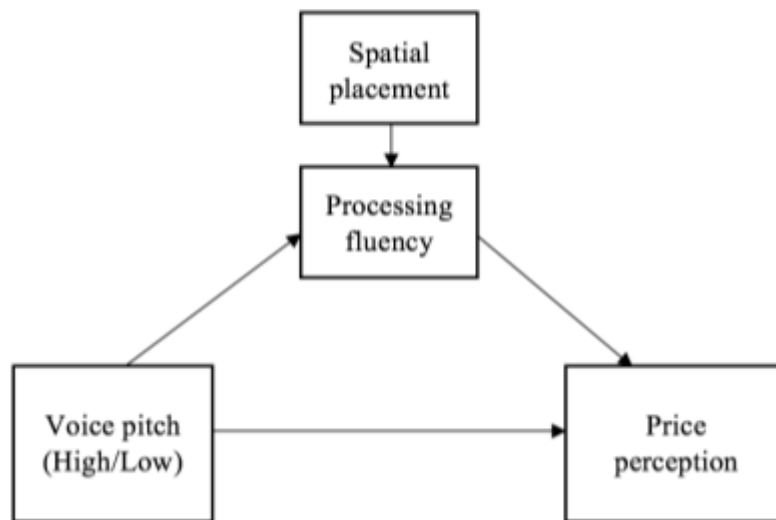 Spatial
placement
Processing
fluency
Voice pitch
(High/Low)
Price
perception